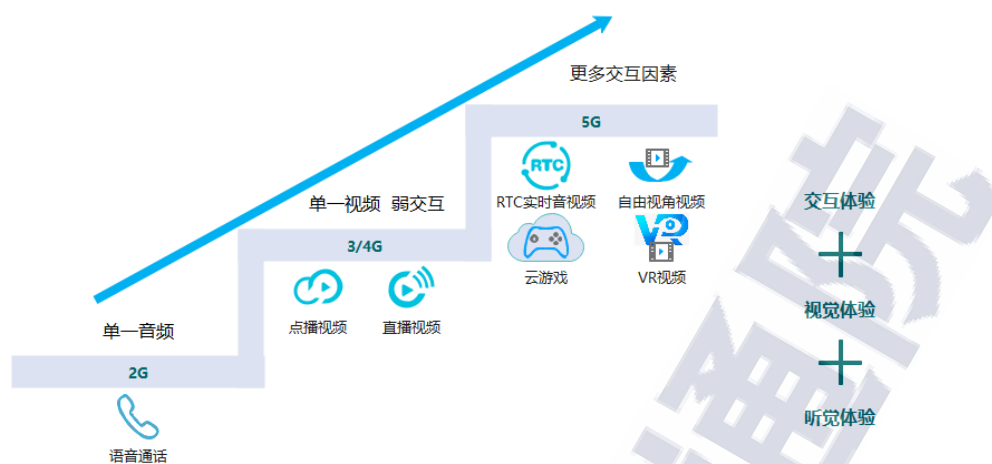 更多交互因素
5G
RTC
RTC实时音视频
自由视角视频
云游戏
VR
VR视频
单一视频 弱交互
3/4G
点播视频
直播视频
单一音频
2G
语音通话
交互体验
+
视觉体验
+
听觉体验
通院